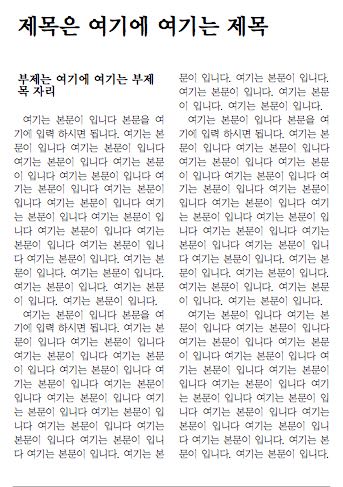 제목은 여기에 여기는 제목
부제는 여기에 여기는 부제
목 자리
여기는 본문이 입니다 본문을 여
기에 입력 하시면 됩니다. 여기는 본
문이 입니다 여기는 본문이 입니다
여기는 본문이 입니다 여기는 본문
이 입니다 여기는 본문이 입니다 여
기는 본문이 입니다 여기는 본문이
입니다 여기는 본문이 입니다 여기
는 본문이 입니다 여기는 본문이 입
니다 여기는 본문이 입니다 여기는
본문이 입니다 여기는 본문이 입니
다 여기는 본문이 입니다. 여기는 본
문이 입니다. 여기는 본문이 입니다.
여기는 본문이 입니다. 여기는 본문
이 입니다. 여기는 본문이 입니다.
여기는 본문이 입니다 본문을 여
기에 입력 하시면 됩니다. 여기는 본
문이 입니다 여기는 본문이 입니다
여기는 본문이 입니다 여기는 본문
이 입니다 여기는 본문이 입니다 여
기는 본문이 입니다 여기는 본문이
입니다 여기는 본문이 입니다 여기
는 본문이 입니다 여기는 본문이 입
니다 여기는 본문이 입니다 여기는
본문이 입니다 여기는 본문이 입니
다 여기는 본문이 입니다. 여기는 본
문이 입니다. 여기는 본문이 입니다.
여기는 본문이 입니다. 여기는 본문
이 입니다. 여기는 본문이 입니다.
여기는 본문이 입니다 본문을 여
기에 입력 하시면 됩니다. 여기는 본
문이 입니다 여기는 본문이 입니다
여기는 본문이 입니다 여기는 본문
이 입니다 여기는 본문이 입니다 여
기는 본문이 입니다 여기는 본문이
입니다 여기는 본문이 입니다 여기
는 본문이 입니다 여기는 본문이 입
니다 여기는 본문이 입니다 여기는
본문이 입니다 여기는 본문이 입니
다 여기는 본문이 입니다. 여기는 본
문이 입니다. 여기는 본문이 입니다.
여기는 본문이 입니다. 여기는 본문
이 입니다. 여기는 본문이 입니다.
여기는 본문이 입니다. 여기는 본
문이 입니다. 여기는 본문이 입니다.
여기는 본문이 입니다. 여기는 본문
이 입니다. 여기는 본문이 입니다 여
기는 본문이 입니다 여기는 본문이
입니다 여기는 본문이 입니다 여기
는 본문이 입니다 여기는 본문이 입
니다 여기는 본문이 입니다 여기는
본문이 입니다 여기는 본문이 입니
다 여기는 본문이 입니다. 여기는 본
문이 입니다. 여기는 본문이 입니다.